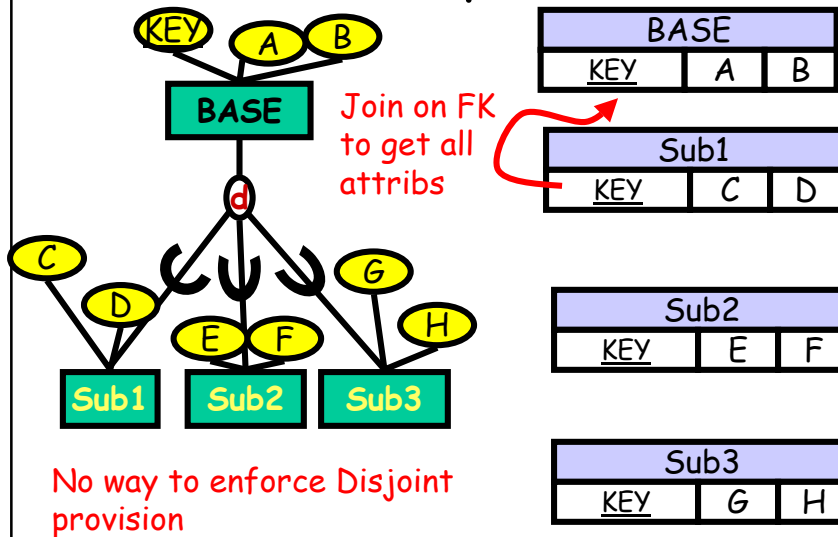 KEY
A
B
BASE
d
Join on FK
to get all
attribs
C
D
E
F
G
H
Sub1
Sub2
Sub3
No way to enforce Disjoint
provision
BASE
KEY A B
Sub1
KEY C D
Sub2
KEY E F
Sub3
KEY G H